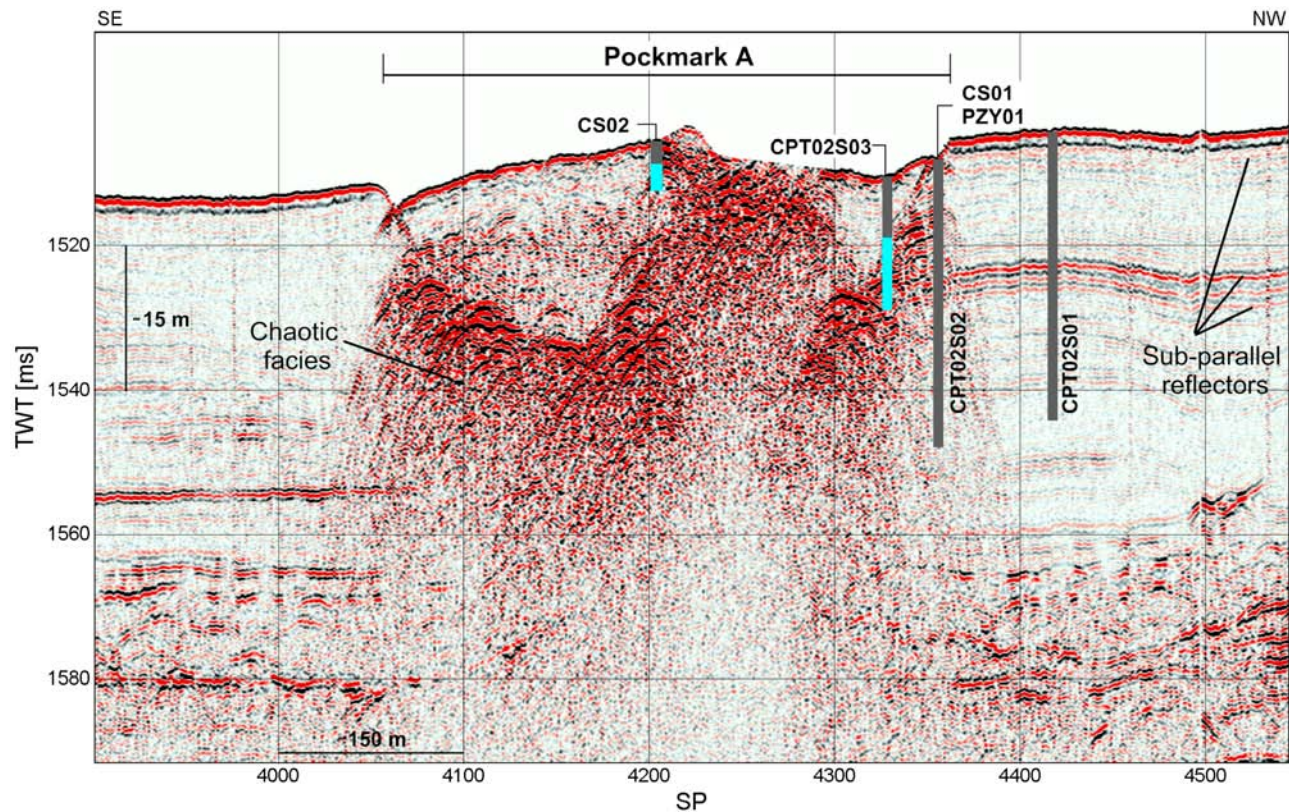 SE
NW
Pockmark A
CS01
PZY01
CS02
CPT02S03
1520
~15 m
Chaotic
facies
CPT02S02
CPT02S01
Sub-parallel
reflectors
TWT [ms]
1540
1560
1580
~150 m
4000
4100
4200
4300
4400
4500
SP